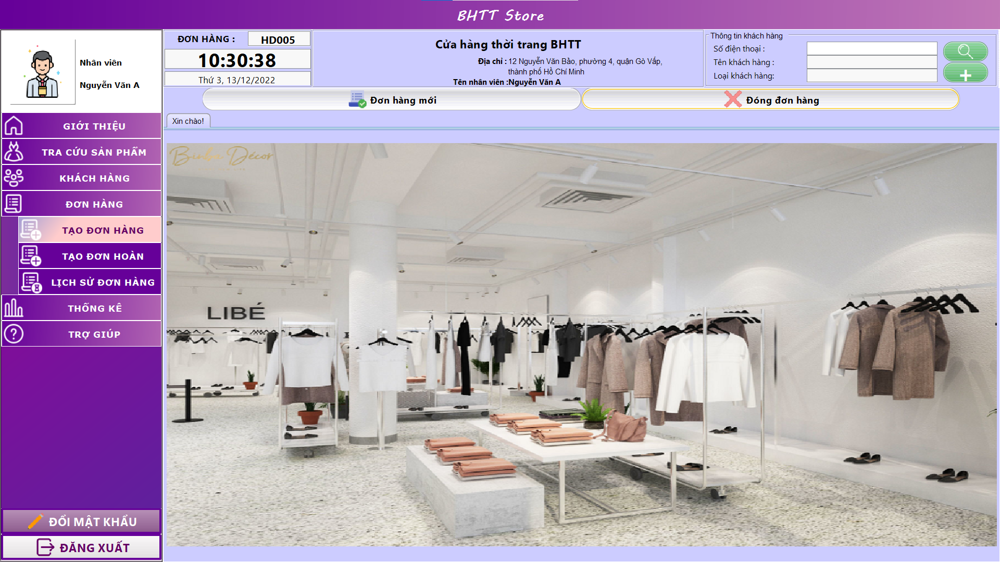 BHTT Store
Nhân viên
Nguyễn Văn A
GIỚI THIỆU
TRA CỨU SẢN PHẨM
KHÁCH HÀNG
ĐƠN HÀNG
TẠO ĐƠN HÀNG
TẠO ĐƠN HOÀN
LỊCH SỬ ĐƠN HÀNG
THỐNG KÊ
TRỢ GIÚP
ĐỔI MẬT KHẨU
ĐĂNG XUẤT
ĐƠN HÀNG : HD005
10:30:38
Thứ 3, 13/12/2022
Cửa hàng thời trang BHTT
Địa chỉ : 12 Nguyễn Văn Bảo, phường 4, quận Gò Vấp,
thành phố Hồ Chí Minh
Tên nhân viên :Nguyễn Văn A
Thông tin khách hàng
Số điện thoại :
Tên khách hàng :
Loại khách hàng:
Đơn hàng mới
Đóng đơn hàng
Xin chào!
Décor
LIBÉ